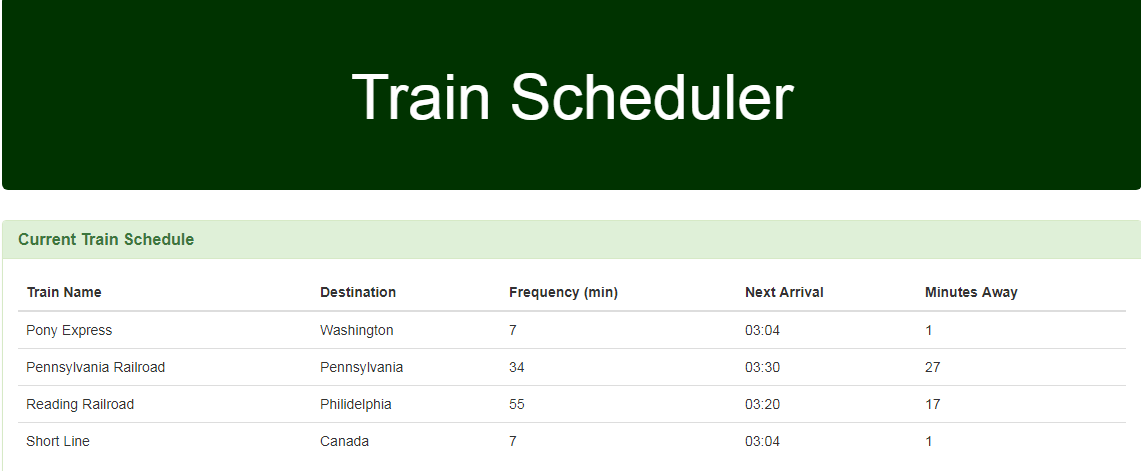 Train Scheduler
Current Train Schedule
Train Name Destination Frequency (min) Next Arrival Minutes Away
Pony Express Washington 7 03:04 1
Pennsylvania Railroad Pennsylvania 34 03:30 27
Reading Railroad Philidelphia 55 03:20 17
Short Line Canada 7 03:04 1